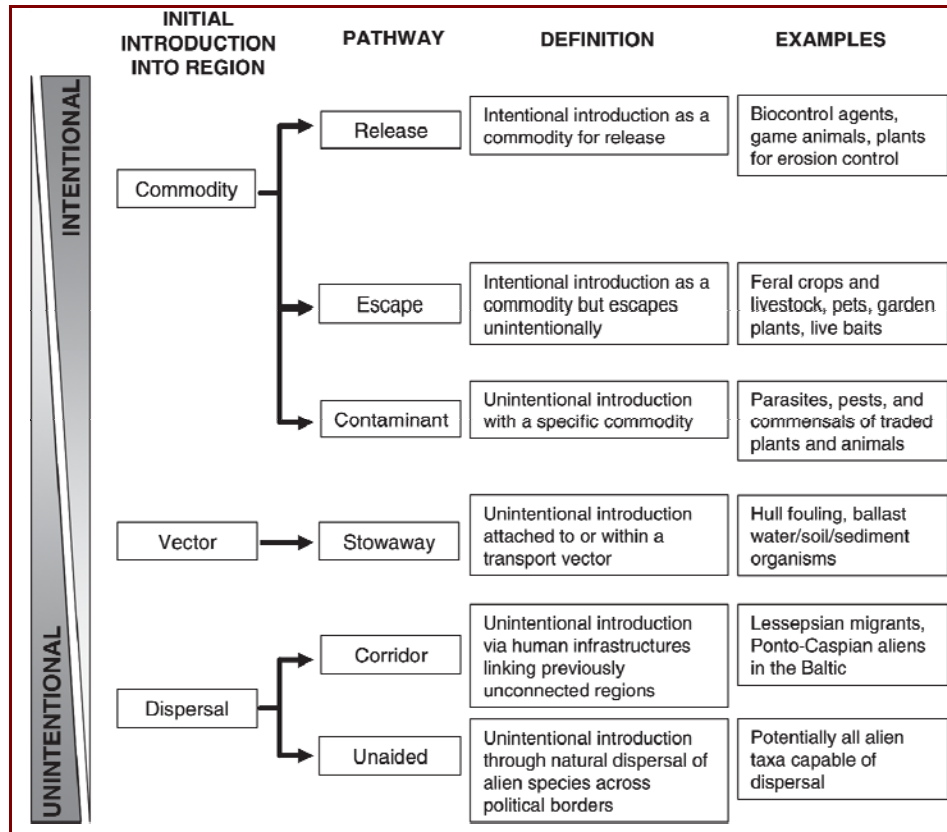 INITIAL
INTRODUCTION
INTO REGION
PATHWAY
DEFINITION
EXAMPLES
INTENTIONAL
UNINTENTIONAL
Commodity
Release
Intentional introduction as a
commodity for release
Biocontrol agents,
game animals, plants
for erosion control
Escape
Intentional introduction as a
commodity but escapes
unintentionally
Feral crops and
livestock, pets, garden
plants, live baits
Contaminant
Unintentional introduction
with a specific commodity
Parasites, pests, and
commensals of traded
plants and animals
Vector
Stowaway
Unintentional introduction
attached to or within a
transport vector
Hull fouling, ballast
water/soil/sediment
organisms
Dispersal
Corridor
Unintentional introduction
via human infrastructures
linking previously
unconnected regions
Lessepsian migrants,
Ponto-Caspian aliens
in the Baltic
Unaided
Unintentional introduction
through natural dispersal of
alien species across
political borders
Potentially all alien
taxa capable of
dispersal